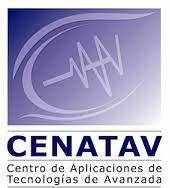 CENATAV
Centro de Aplicaciones de
Tecnologías de Avanzada